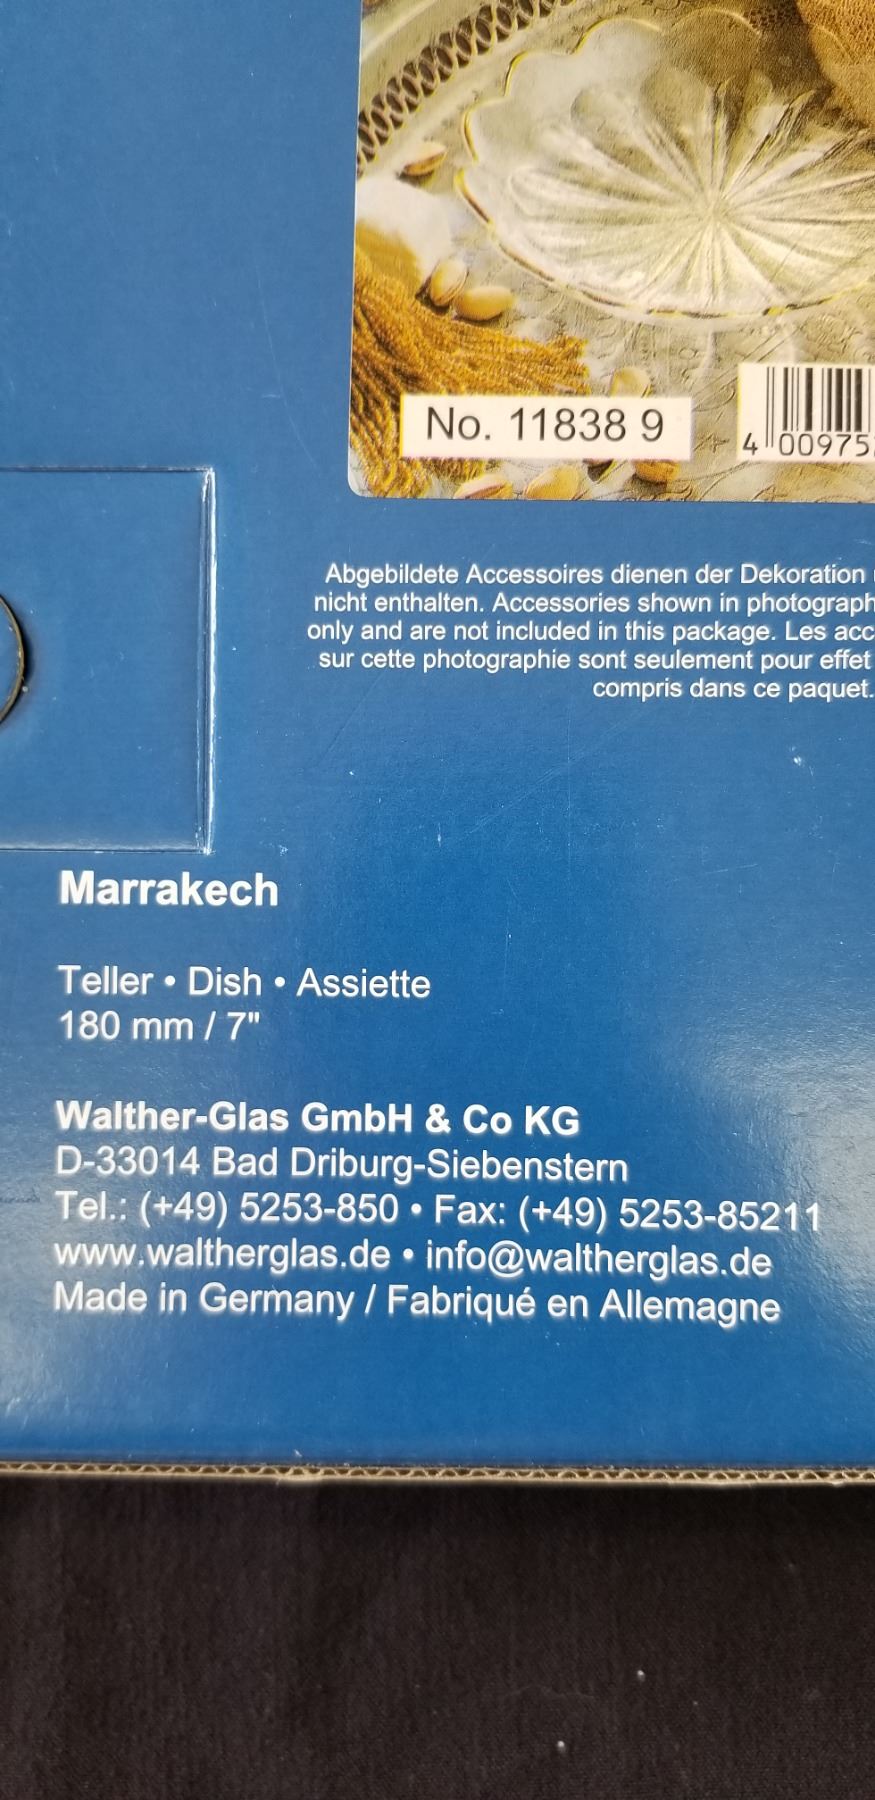 No. 11838 9
4 009752
Abgebildete Accessoires dienen der Dekoration
nicht enthalten. Accessories shown in photograph
only and are not included in this package. Les acc
sur cette photographie sont seulement pour effet
compris dans ce paquet.
Marrakech
Teller • Dish • Assiette
180 mm / 7"
Walther-Glas GmbH & Co KG
D-33014 Bad Driburg-Siebenstern
Tel.: (+49) 5253-850 • Fax: (+49) 5253-85211
www.waltherglas.de • info@waltherglas.de
Made in Germany / Fabriqué en Allemagne